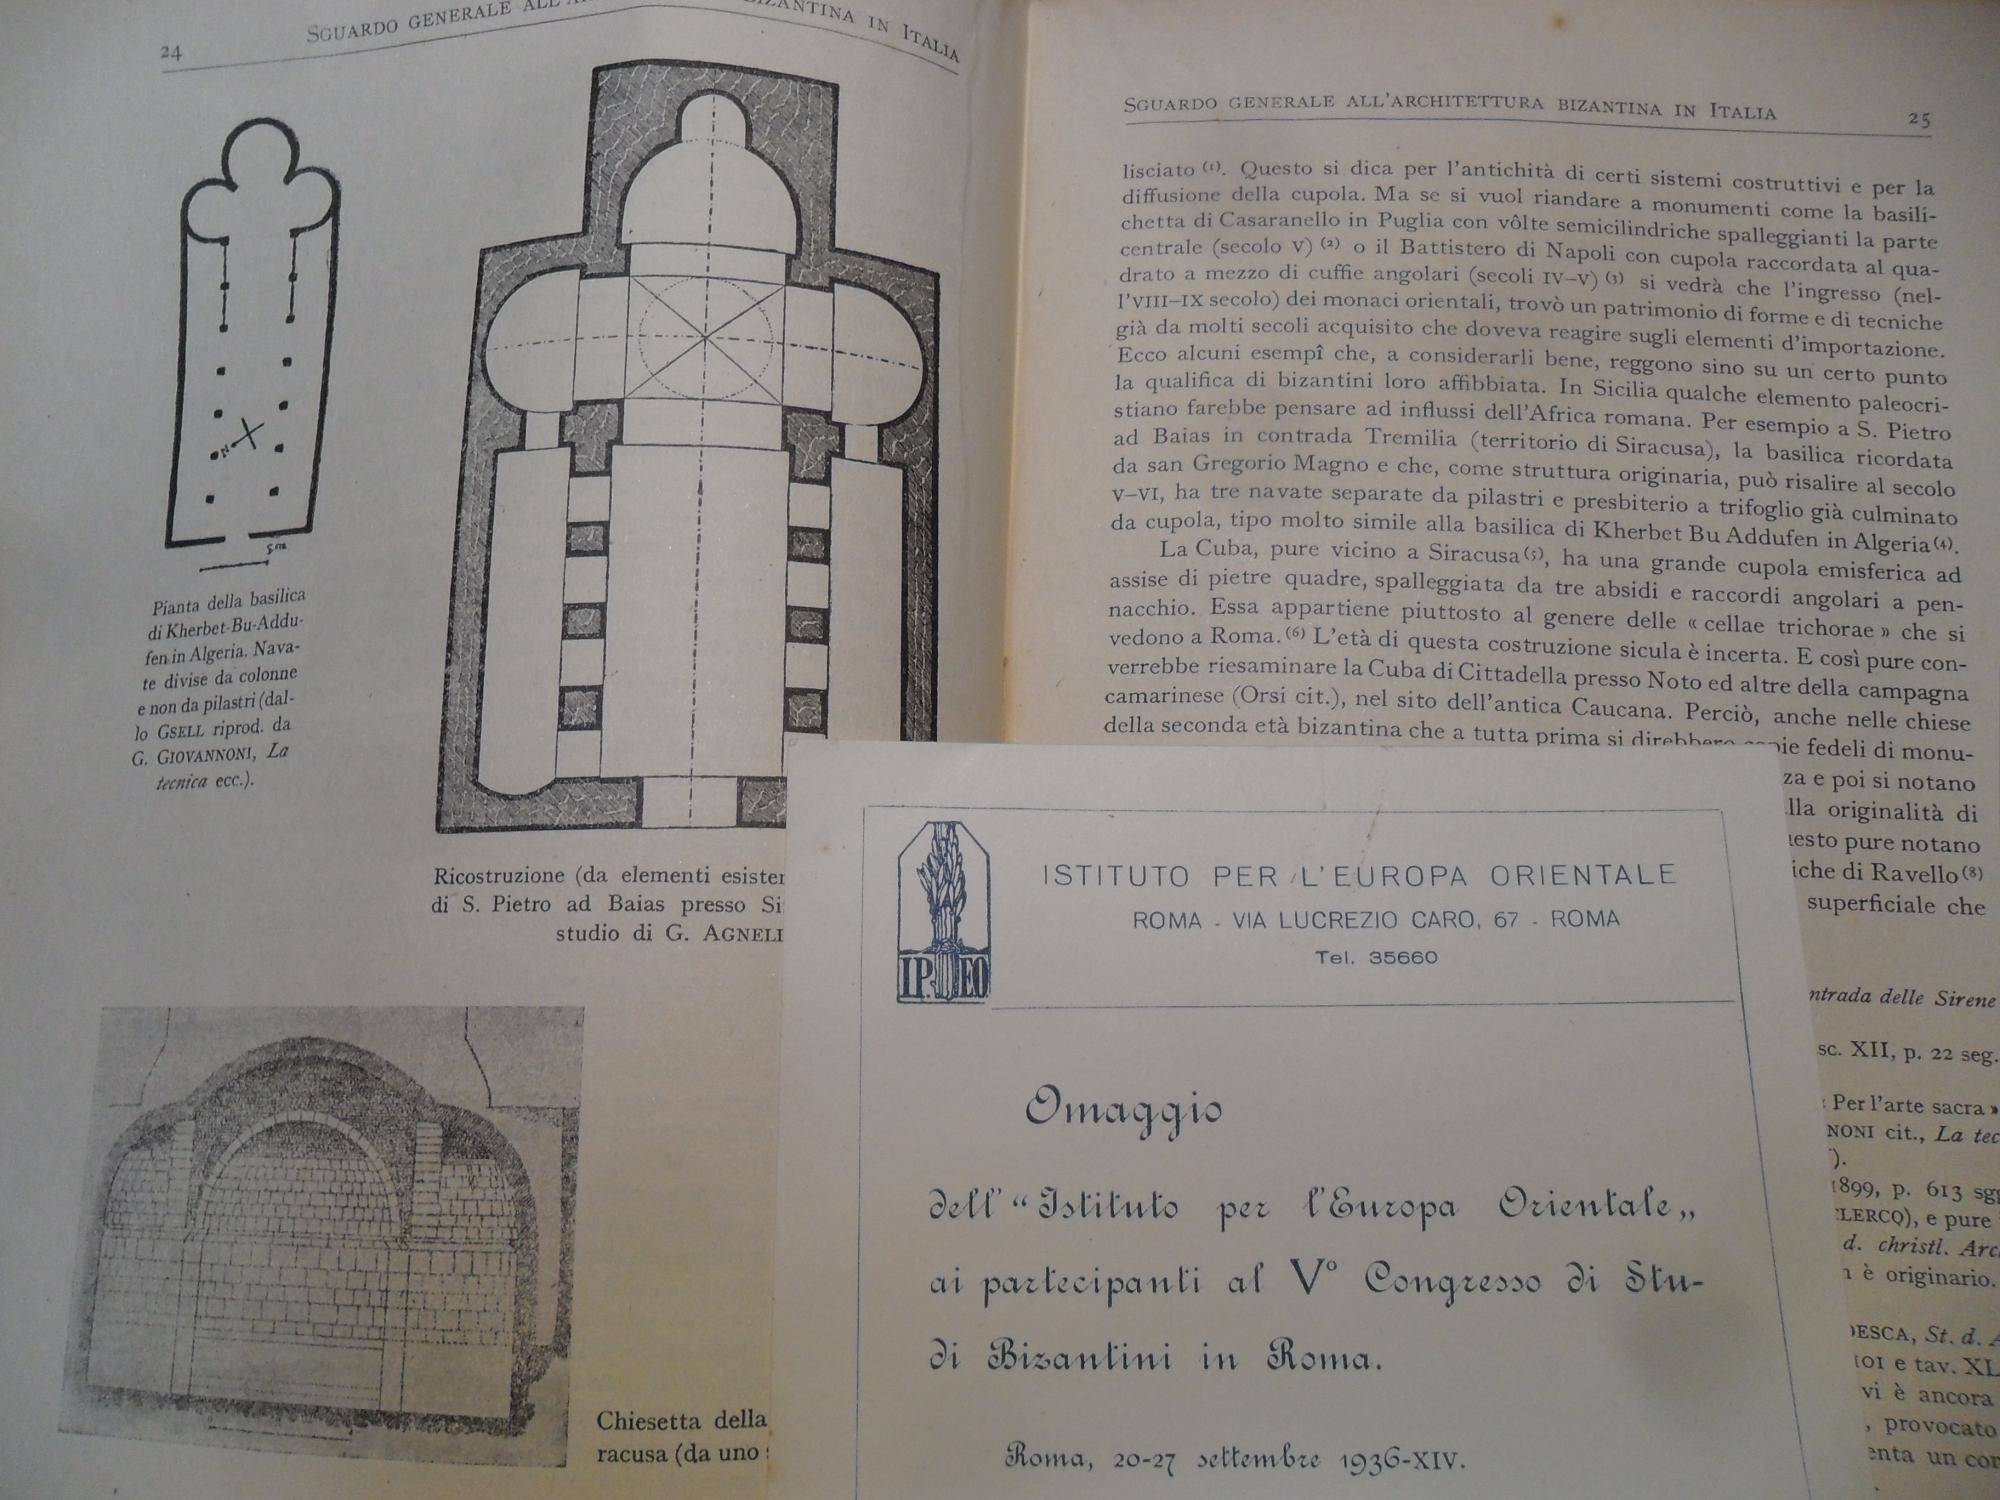 24
SGUARDO GENERALE ALL' BIZANTINA IN ITALIA
N
5m
Pianta della basilica
di Kherbet-Bu-Addu-
fen in Algeria. Nava-
te divise da colonne
e non da pilastri (dal-
lo GSELL riprod. da
G. GIOVANNONI, La
tecnica ecc.).
Ricostruzione (da elementi
di S. Pietro ad Baias presso
studio di G.
Chiesetta della
racusa (da uno
SGUARDO GENERALE ALL'ARCHITETTURA BIZANTINA IN ITALIA
25
lisciato (1). Questo si dica per l'antichità di certi sistemi costruttivi e per la
diffusione della cupola. Ma se si vuol riandare a monumenti come la basili-
chetta di Casaranello in Puglia con vôlte semicilindriche spalleggianti la parte
centrale (secolo V) (2) o il Battistero di Napoli con cupola raccordata al qua-
drato a mezzo di cuffie angolari (secoli IV–V) (3) si vedrà che l'ingresso (nel-
l'VIII–IX secolo) dei monaci orientali, trovò un patrimonio di forme e di tecniche
già da molti secoli acquisito che doveva reagire sugli elementi d'importazione.
Ecco alcuni esempî che, a considerarli bene, reggono sino su un certo punto
la qualifica di bizantini loro affibbiata. In Sicilia qualche elemento paleocri-
stiano farebbe pensare ad influssi dell'Africa romana. Per esempio a S. Pietro
ad Baias in contrada Tremilia (territorio di Siracusa), la basilica ricordata
da san Gregorio Magno e che, come struttura originaria, può risalire al secolo
V–VI, ha tre navate separate da pilastri e presbiterio a trifoglio già culminato
da cupola, tipo molto simile alla basilica di Kherbet Bu Addufen in Algeria (4).
La Cuba, pure vicino a Siracusa (5), ha una grande cupola emisferica ad
assise di pietre quadre, spalleggiata da tre absidi e raccordi angolari a pen-
nacchio. Essa appartiene piuttosto al genere delle « cellae trichorae » che si
vedono a Roma. (6) L'età di questa costruzione sicula è incerta. E così pure con-
verrebbe riesaminare la Cuba di Cittadella presso Noto ed altre della campagna
camarinese (Orsi cit.), nel sito dell'antica Caucana. Perciò, anche nelle chiese
della seconda età bizantina che a tutta prima si direbbero copie fedeli di monu-
e poi si notano
originalità di
pure notano
di Ravello (8)
superficiale che
delle Sirene
XII, p. 22 seg.
Per l'arte sacra »
cit., La
).
1899, p. 613
e pure
d. christl.
è originario.
St. d.
e tav. XL
vi è ancora
, provocato
un
IP. EO
ISTITUTO PER L'EUROPA ORIENTALE
ROMA - VIA LUCREZIO CARO, 67 - ROMA
Tel. 35660
Omaggio
dell' “Istituto per l'Europa Orientale„
ai partecipanti al V° Congresso di Stu-
di Bizantini in Roma.
Roma, 20-27 settembre 1936-XIV.